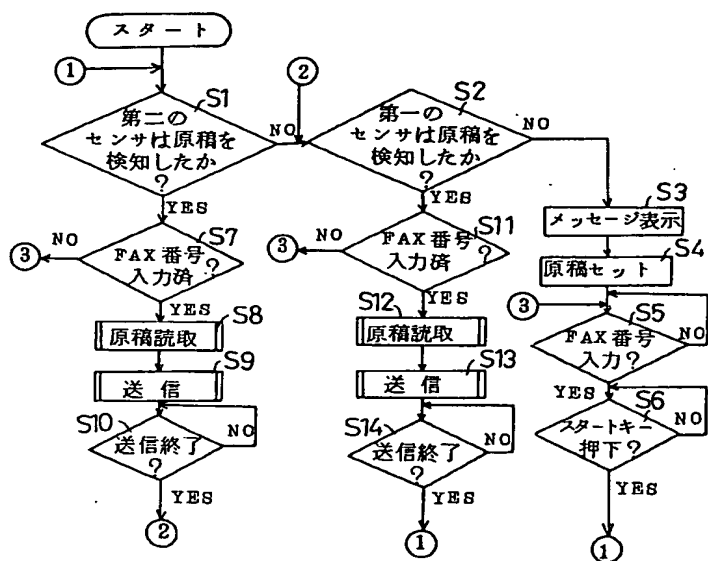 スタート
①
②
S1
第二の
センサは原稿を
検知したか
?
NO
YES
S2
第一の
センサは原稿を
検知したか
?
NO
YES
S3
メッセージ表示
S4
原稿セット
③
S5
FAX番号
入力?
NO
YES
S6
スタートキー
押下?
NO
YES
①
S7
FAX番号
入力済?
NO
③
YES
S8
原稿読取
S9
送信
S10
送信終了
?
NO
YES
②
S11
FAX番号
入力済?
NO
③
YES
S12
原稿読取
S13
送信
S14
送信終了
?
NO
YES
①